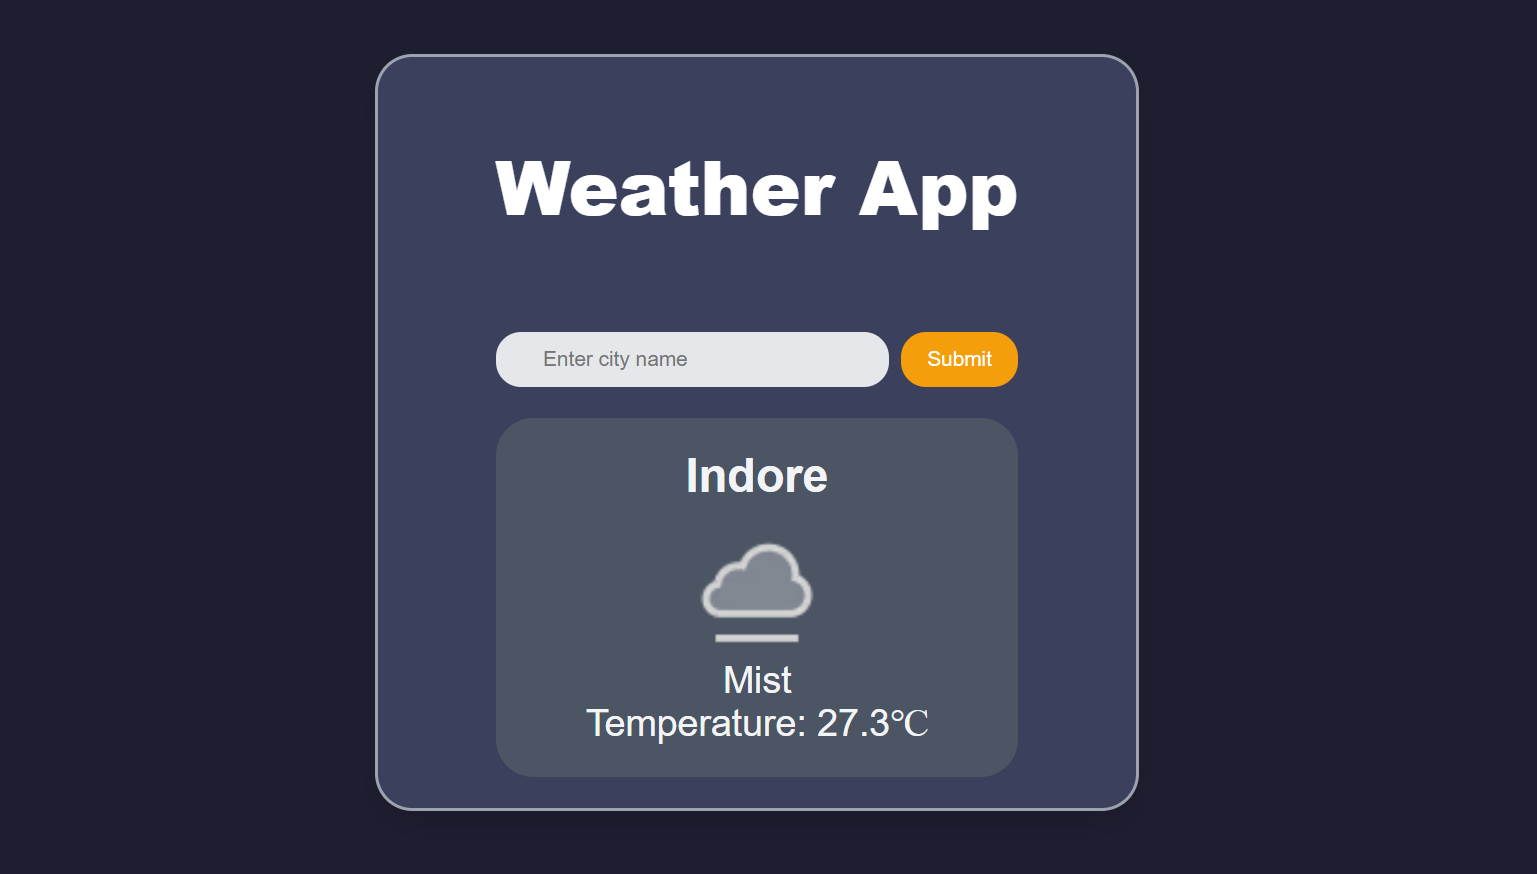 Weather App
Enter city name
Submit
Indore
Mist
Temperature: 27.3℃